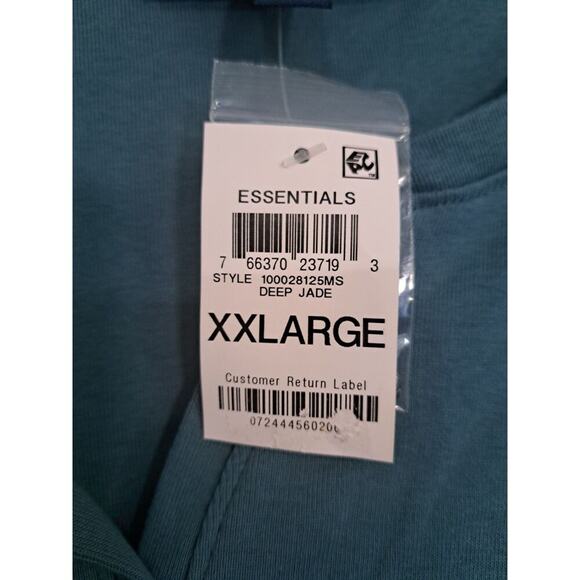 ESSENTIALS
7 66370 23719 3
STYLE 100028125MS
DEEP JADE
XXLARGE
Customer Return Label